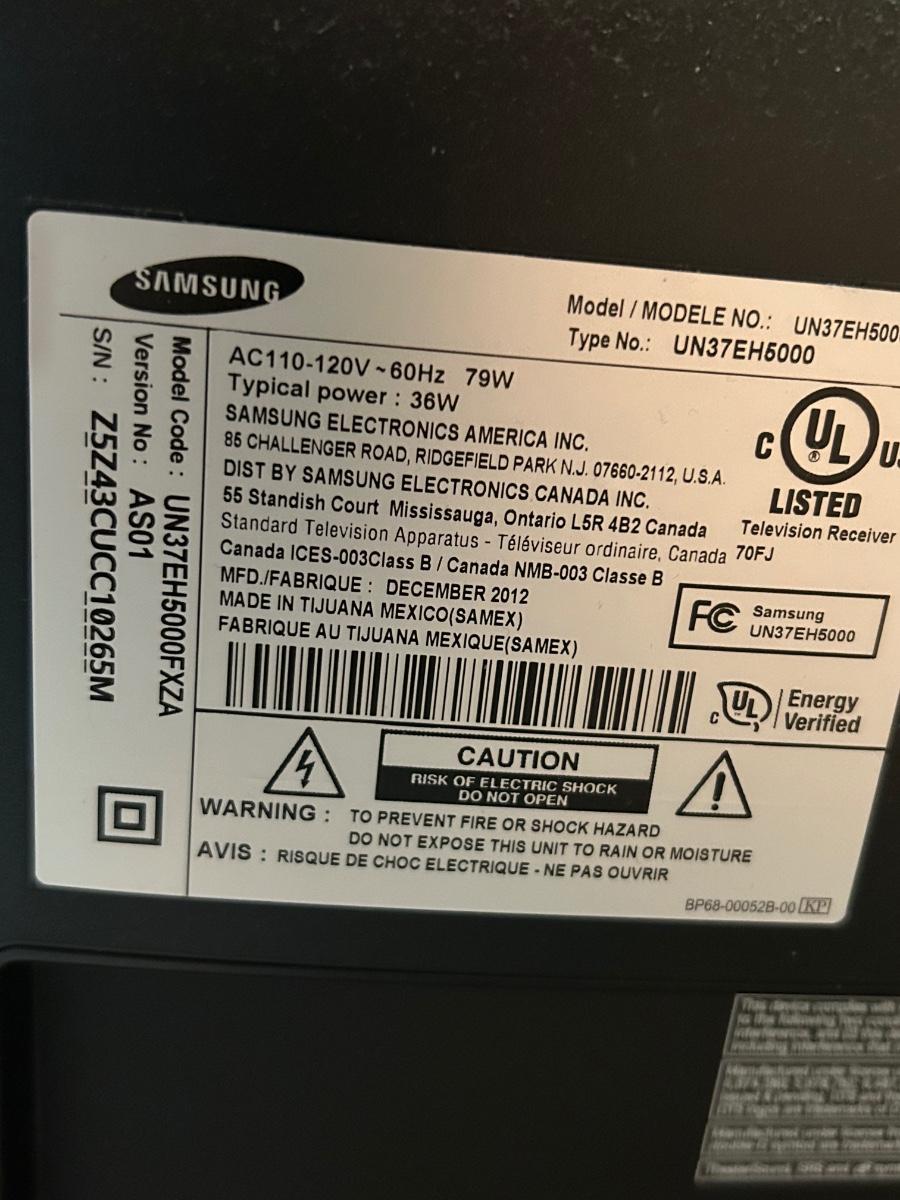 SAMSUNG
Model / MODELE NO.: UN37EH500
Type No.: UN37EH5000
Model Code : UN37EH5000FXZA
Version No : AS01
S/N : Z5Z43CUCC10265M
AC110-120V ~ 60Hz 79W
Typical power : 36W
SAMSUNG ELECTRONICS AMERICA INC.
85 CHALLENGER ROAD, RIDGEFIELD PARK N.J. 07660-2112, U.S.A.
DIST BY SAMSUNG ELECTRONICS CANADA INC.
55 Standish Court Mississauga, Ontario L5R 4B2 Canada
Standard Television Apparatus - Téléviseur ordinaire, Canada
Canada ICES-003Class B / Canada NMB-003 Classe B
MFD./FABRIQUE : DECEMBER 2012
MADE IN TIJUANA MEXICO(SAMEX)
FABRIQUE AU TIJUANA MEXIQUE(SAMEX)
C UL ® US
LISTED
Television Receiver
70FJ
FC Samsung
UN37EH5000
C UL TM Energy
Verified
CAUTION
RISK OF ELECTRIC SHOCK
DO NOT OPEN
WARNING : TO PREVENT FIRE OR SHOCK HAZARD
DO NOT EXPOSE THIS UNIT TO RAIN OR MOISTURE
AVIS : RISQUE DE CHOC ELECTRIQUE - NE PAS OUVRIR
BP68-00052B-00 KP
This device complies with